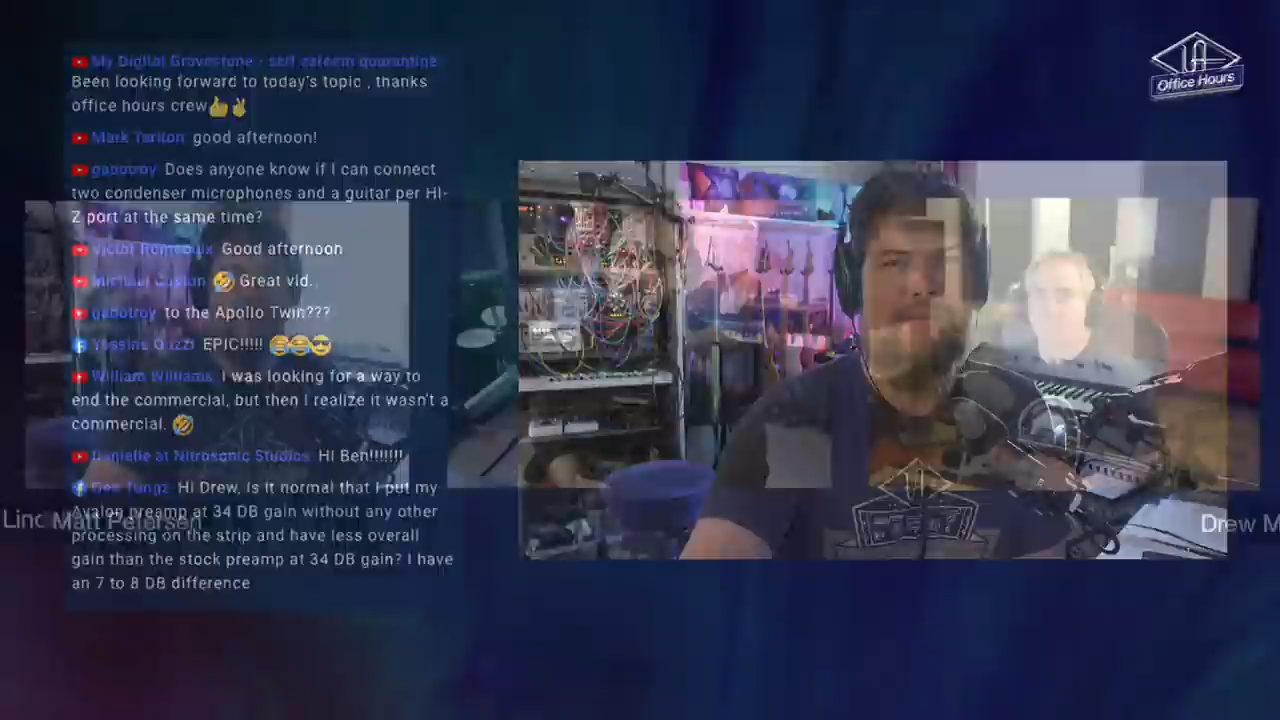 My Digital Gravestone - self esteem quarantine
Been looking forward to today's topic , thanks
office hours crew👍✌
Mark Tarlton good afternoon!
gabotroy Does anyone know if I can connect
two condenser microphones and a guitar per HI-
Z port at the same time?
Victor Good afternoon
Michael 🤣 Great vid.
gabotroy to the Apollo Twin???
EPIC!!!!! 😂😂😎
William Williams I was looking for a way to
end the commercial, but then I realize it wasn't a
commercial. 🤣
Danielle at Nitrosonic Studios Hi Ben!!!!!!!
Dee Tungz Hi Drew, Is it normal that I put my
Avalon preamp at 34 DB gain without any other
processing on the strip and have less overall
gain than the stock preamp at 34 DB gain? I have
an 7 to 8 DB difference
UA
Office Hours
Matt Petersen
Drew M